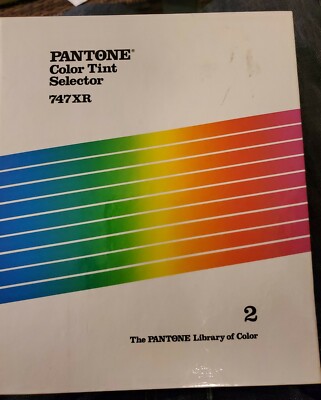 PANTONE®
Color Tint
Selector
747XR
2
The PANTONE Library of Color